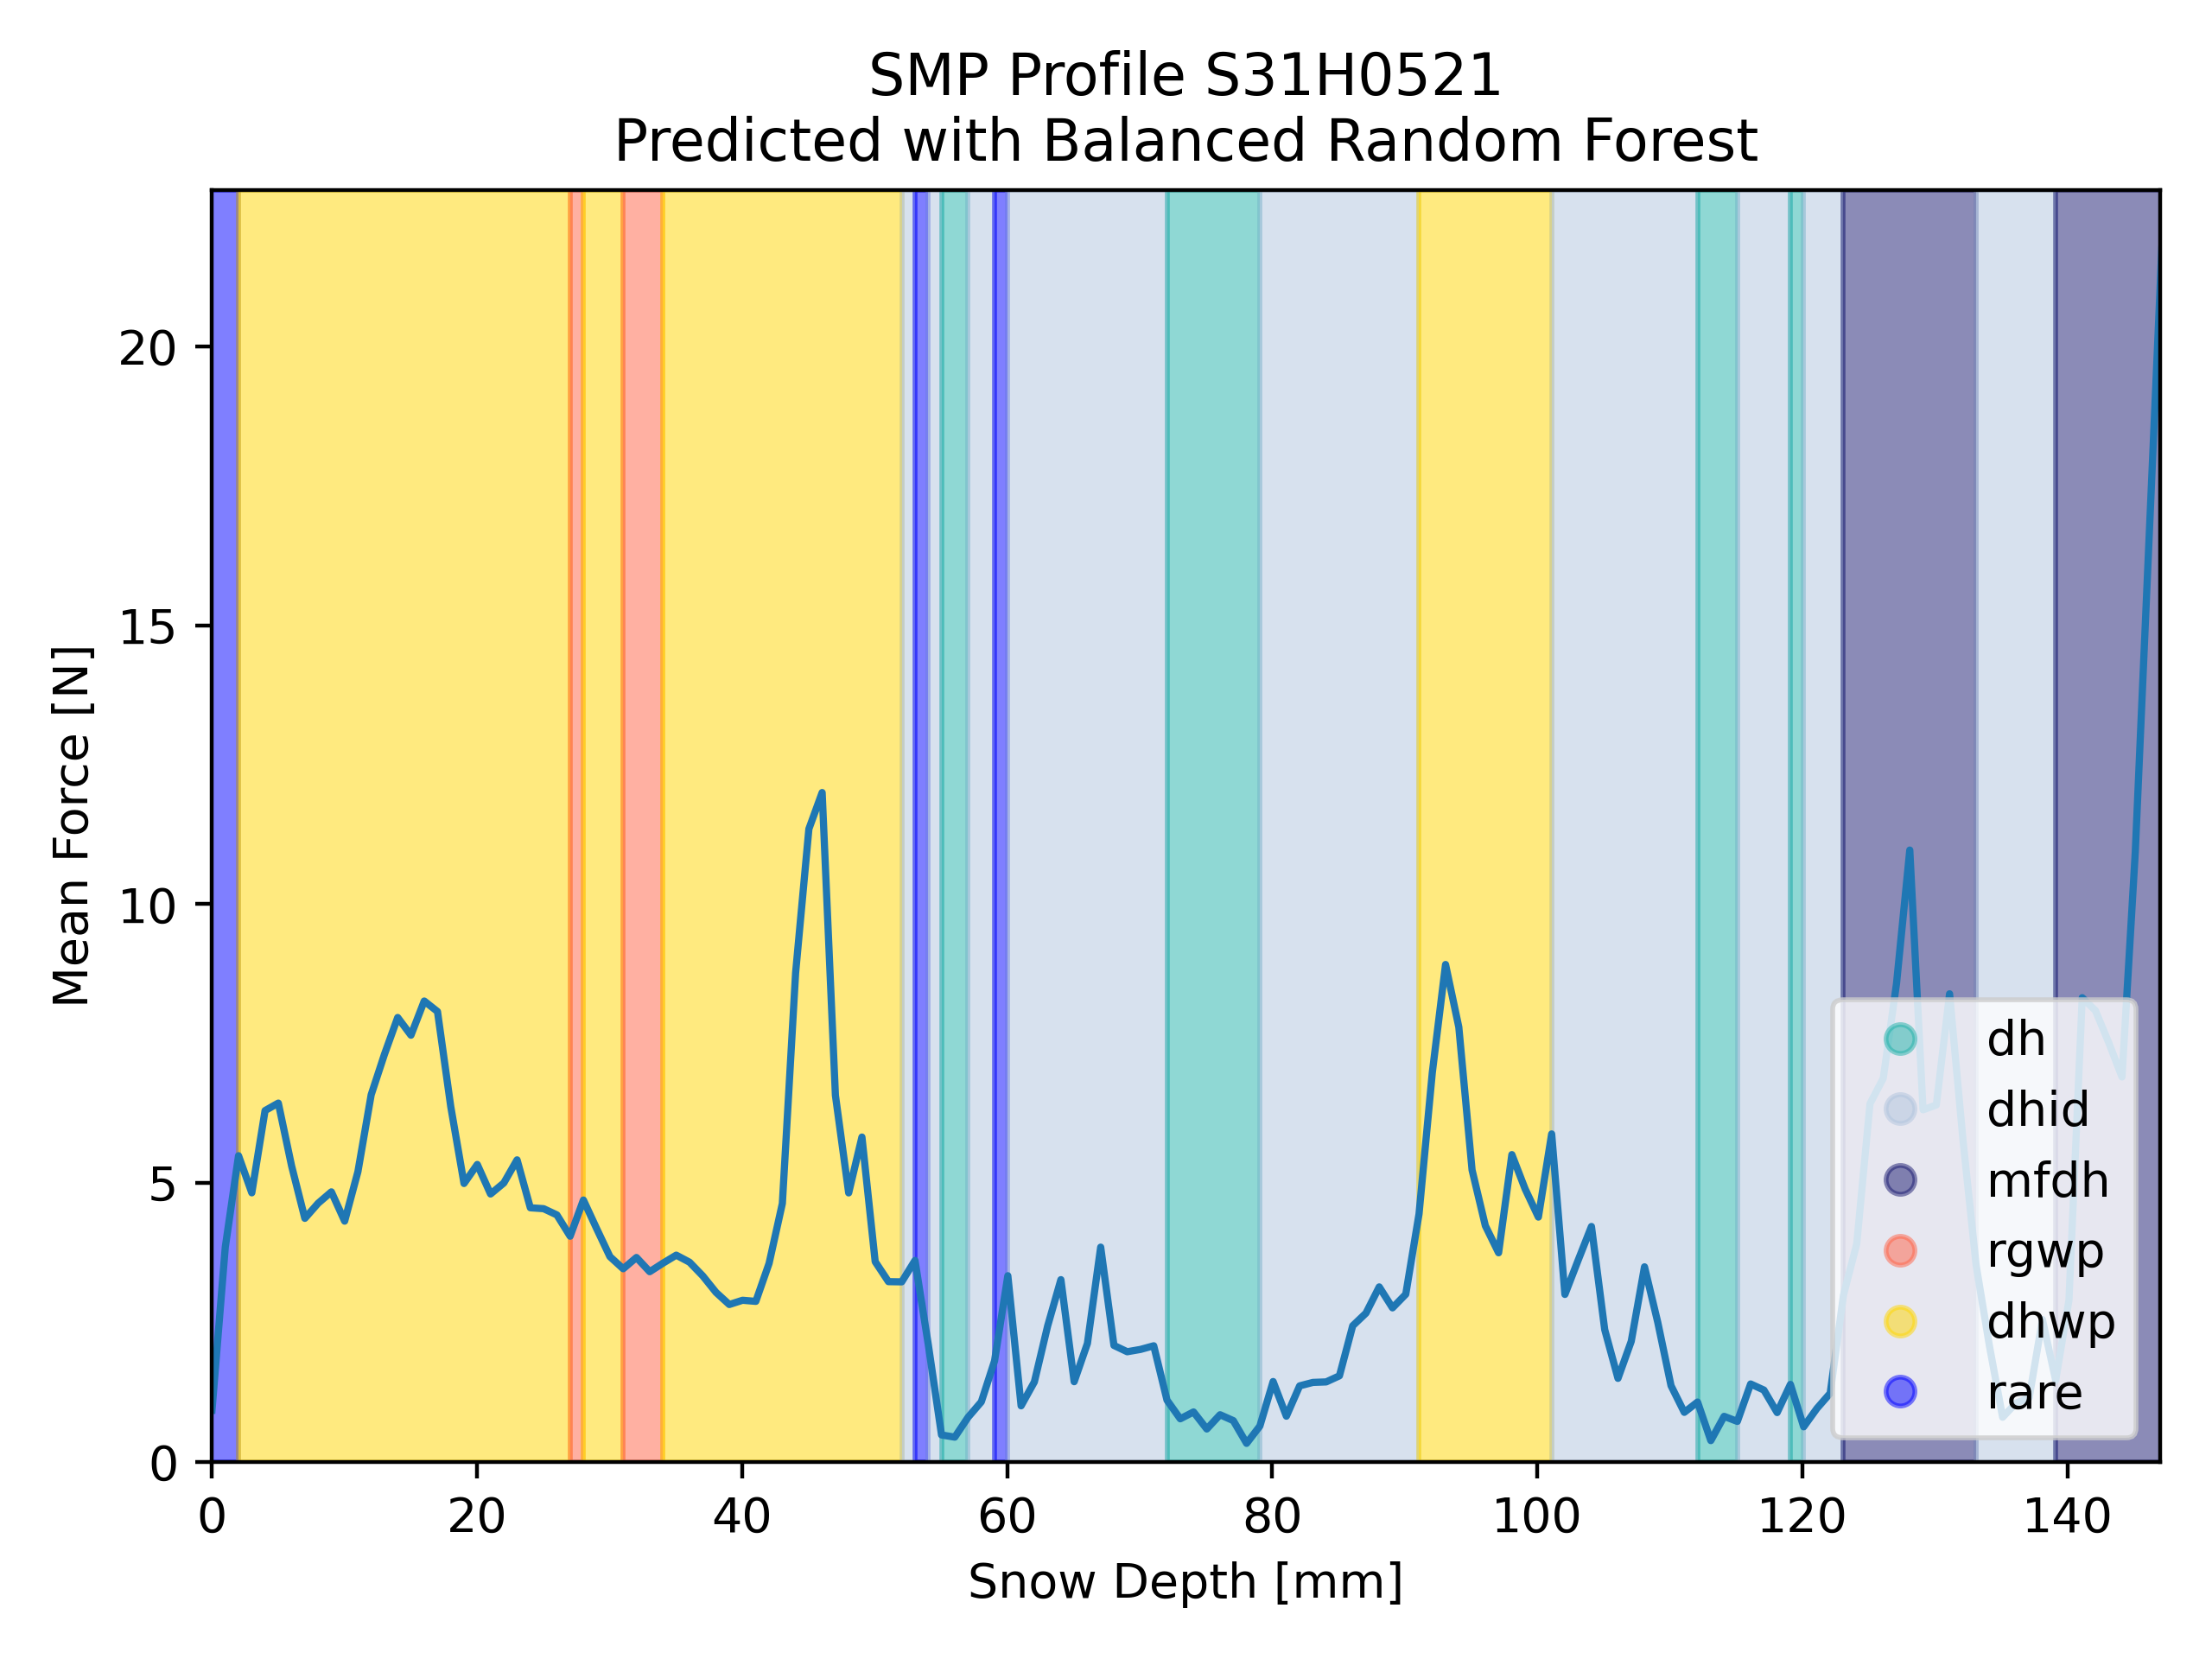 SMP Profile S31H0521
Predicted with Balanced Random Forest
Mean Force [N]
20
15
10
5
0
dh
dhid
mfdh
rgwp
dhwp
rare
0 20 40 60 80 100 120 140
Snow Depth [mm]